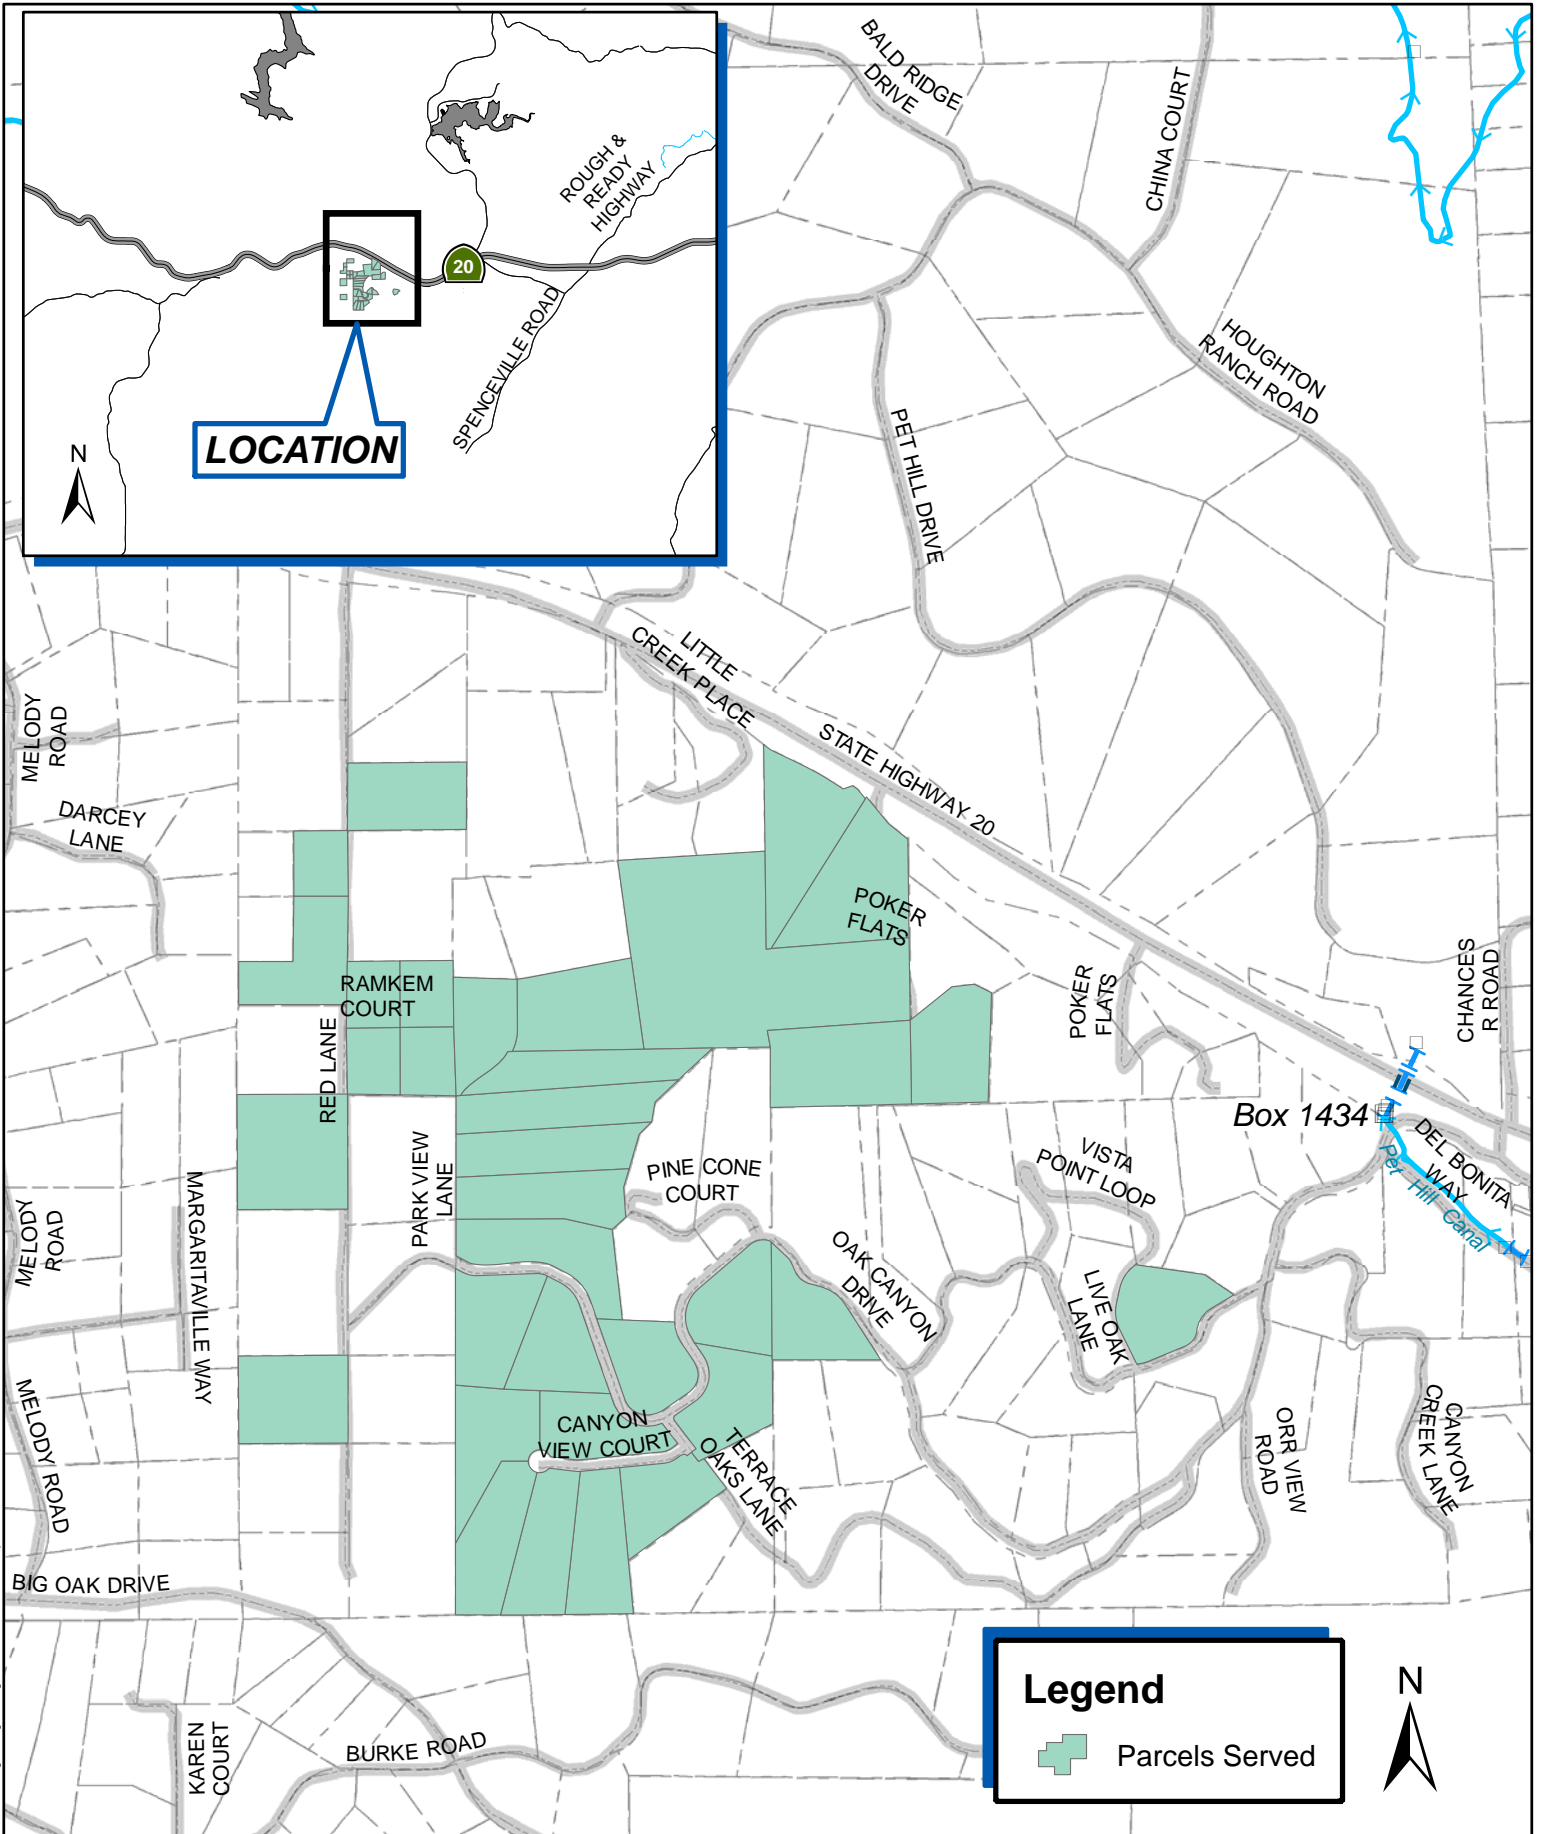 BALD RIDGE
DRIVE
CHINA COURT
ROUGH &
READY
HIGHWAY
20
SPENCEVILLE ROAD
LOCATION
N
HOUGHTON
RANCH ROAD
PET HILL DRIVE
LITTLE
CREEK PLACE
STATE HIGHWAY 20
MELODY
ROAD
DARCEY
LANE
POKER
FLATS
RAMKEM
COURT
RED LANE
POKER
FLATS
CHANCES
R ROAD
Box 1434
DEL BONITA
WAY
Pet Hill Canal
VISTA
POINT LOOP
PINE CONE
COURT
PARK VIEW
LANE
MARGARITAVILLE WAY
MELODY
ROAD
OAK CANYON
DRIVE
LIVE OAK
LANE
MELODY ROAD
CANYON
VIEW COURT
TERRACE
OAKS LANE
ORR VIEW
ROAD
CANYON
CREEK LANE
BIG OAK DRIVE
KAREN
COURT
BURKE ROAD
Legend
Parcels Served
N